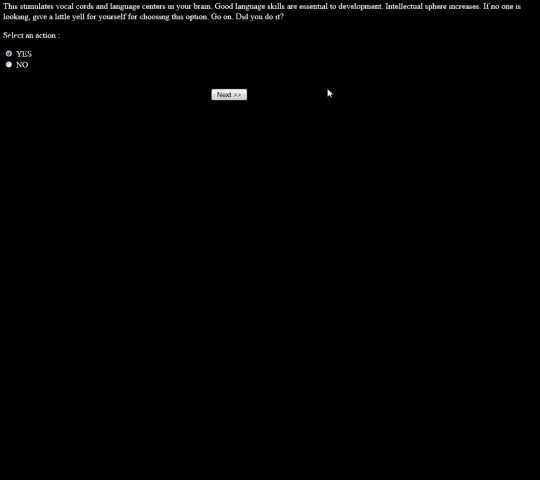 This stimulates vocal cords and language centers in your brain. Good language skills are essential to development. Intellectual sphere increases. If no one is
looking, give a little yell for yourself for choosing this option. Go on. Did you do it?
Select an action :
YES
NO
Next >>